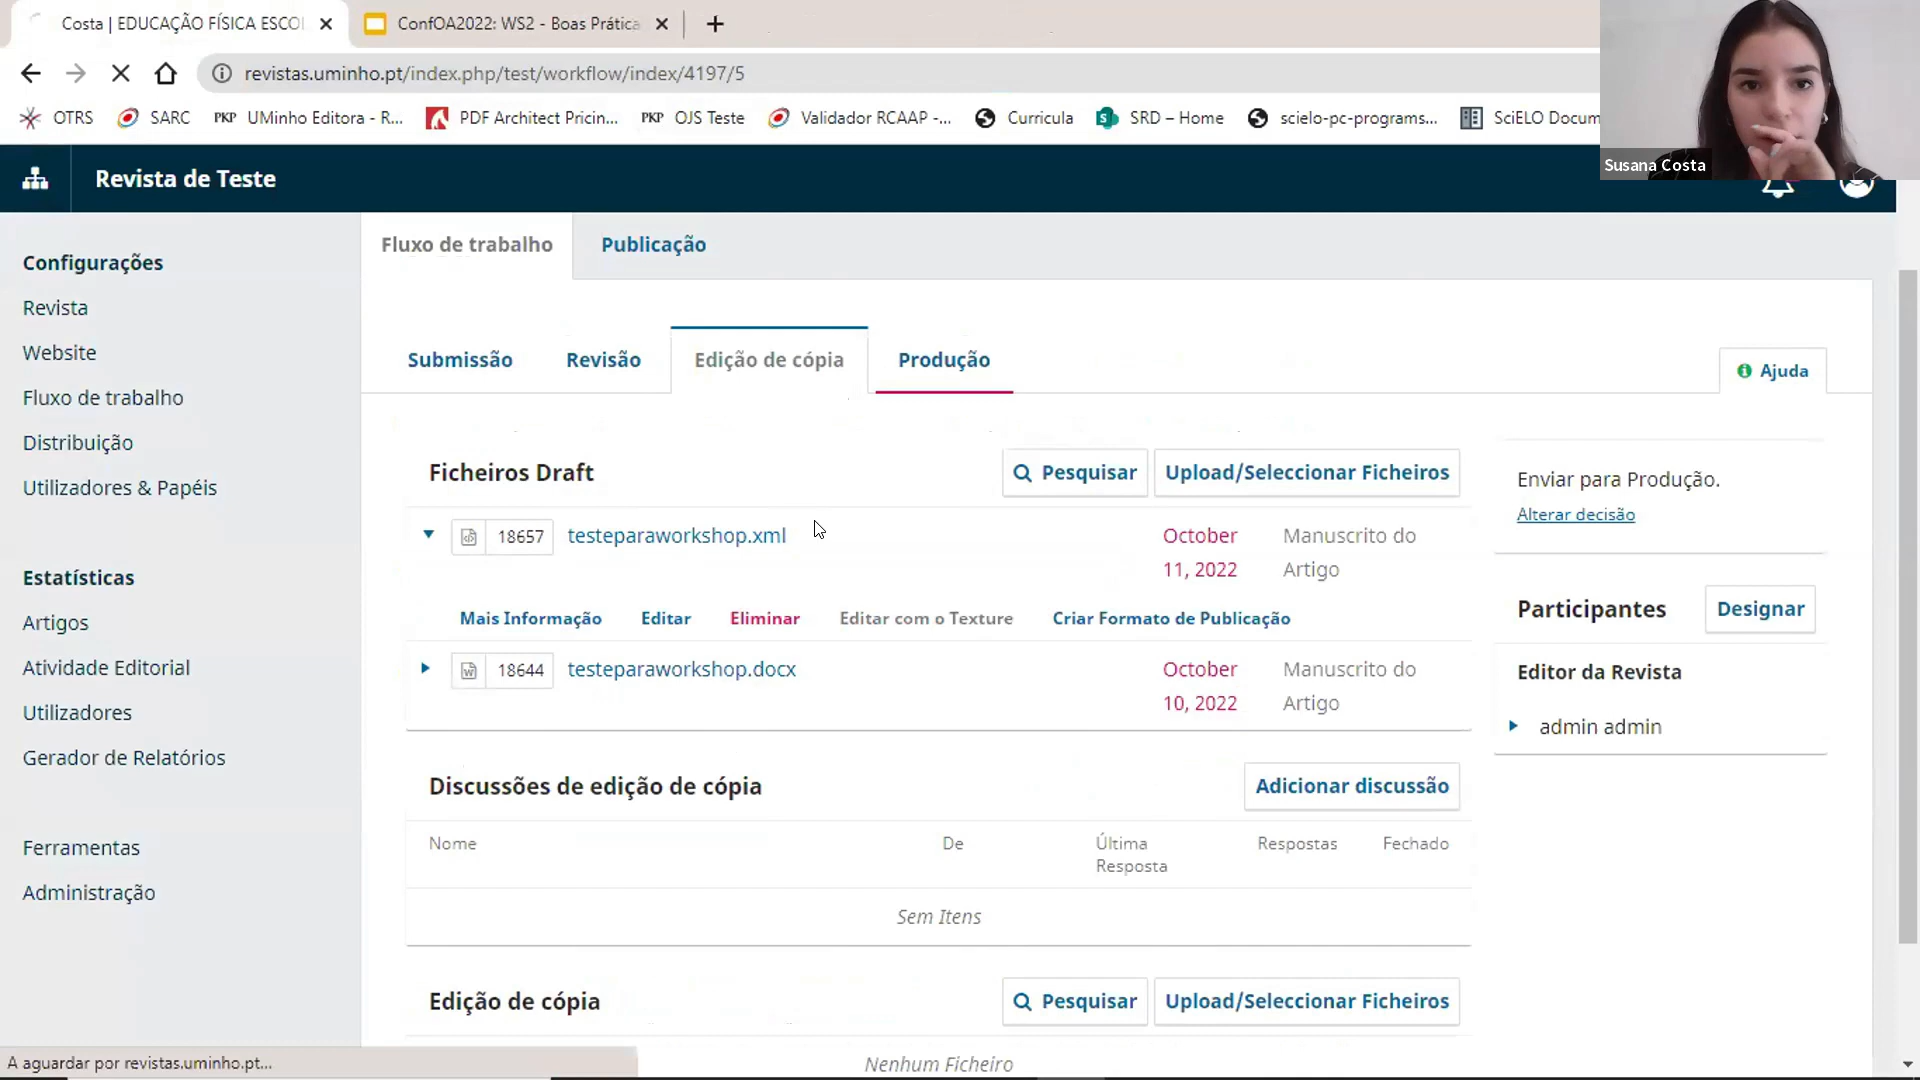 Costa | EDUCAÇÃO FÍSICA ESCO
ConfOA2022: WS2 - Boas Prática
revistas.uminho.pt/index.php/test/workflow/index/4197/5
OTRS
SARC
PKP UMinho Editora - R...
PDF Architect Pricin...
PKP OJS Teste
Validador RCAAP -...
Curricula
SRD – Home
scielo-pc-programs...
SciELO Docum
Susana Costa
Revista de Teste
Configurações
Revista
Website
Fluxo de trabalho
Distribuição
Utilizadores & Papéis
Estatísticas
Artigos
Atividade Editorial
Utilizadores
Gerador de Relatórios
Ferramentas
Administração
Fluxo de trabalho
Publicação
Submissão
Revisão
Edição de cópia
Produção
Ajuda
Ficheiros Draft
Pesquisar
Upload/Seleccionar Ficheiros
18657
testeparaworkshop.xml
October
11, 2022
Manuscrito do
Artigo
Mais Informação
Editar
Eliminar
Editar com o Texture
Criar Formato de Publicação
18644
testeparaworkshop.docx
October
10, 2022
Manuscrito do
Artigo
Discussões de edição de cópia
Adicionar discussão
Nome
De
Última
Resposta
Respostas
Fechado
Sem Itens
Edição de cópia
Pesquisar
Upload/Seleccionar Ficheiros
Nenhum Ficheiro
Enviar para Produção.
Alterar decisão
Participantes
Designar
Editor da Revista
admin admin
A aguardar por revistas.uminho.pt...